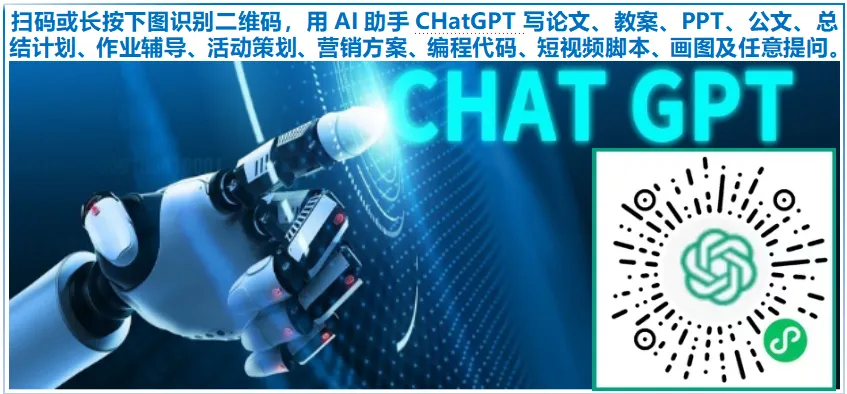 扫码或长按下图识别二维码，用 AI 助手 CHatGPT 写论文、教案、PPT、公文、总
结计划、作业辅导、活动策划、营销方案、编程代码、短视频脚本、画图及任意提问。
CHAT GPT